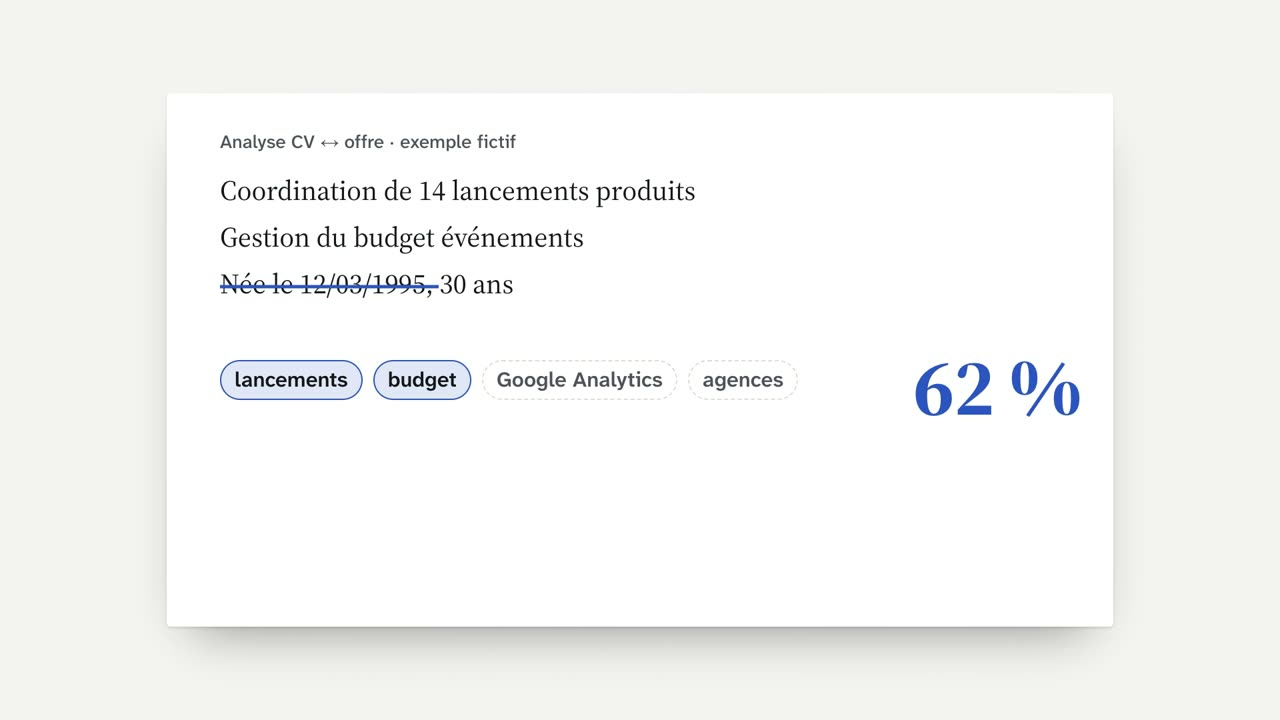 Analyse CV ↔ offre · exemple fictif
Coordination de 14 lancements produits
Gestion du budget événements
Née le 12/03/1995, 30 ans
lancements budget Google Analytics agences 62 %